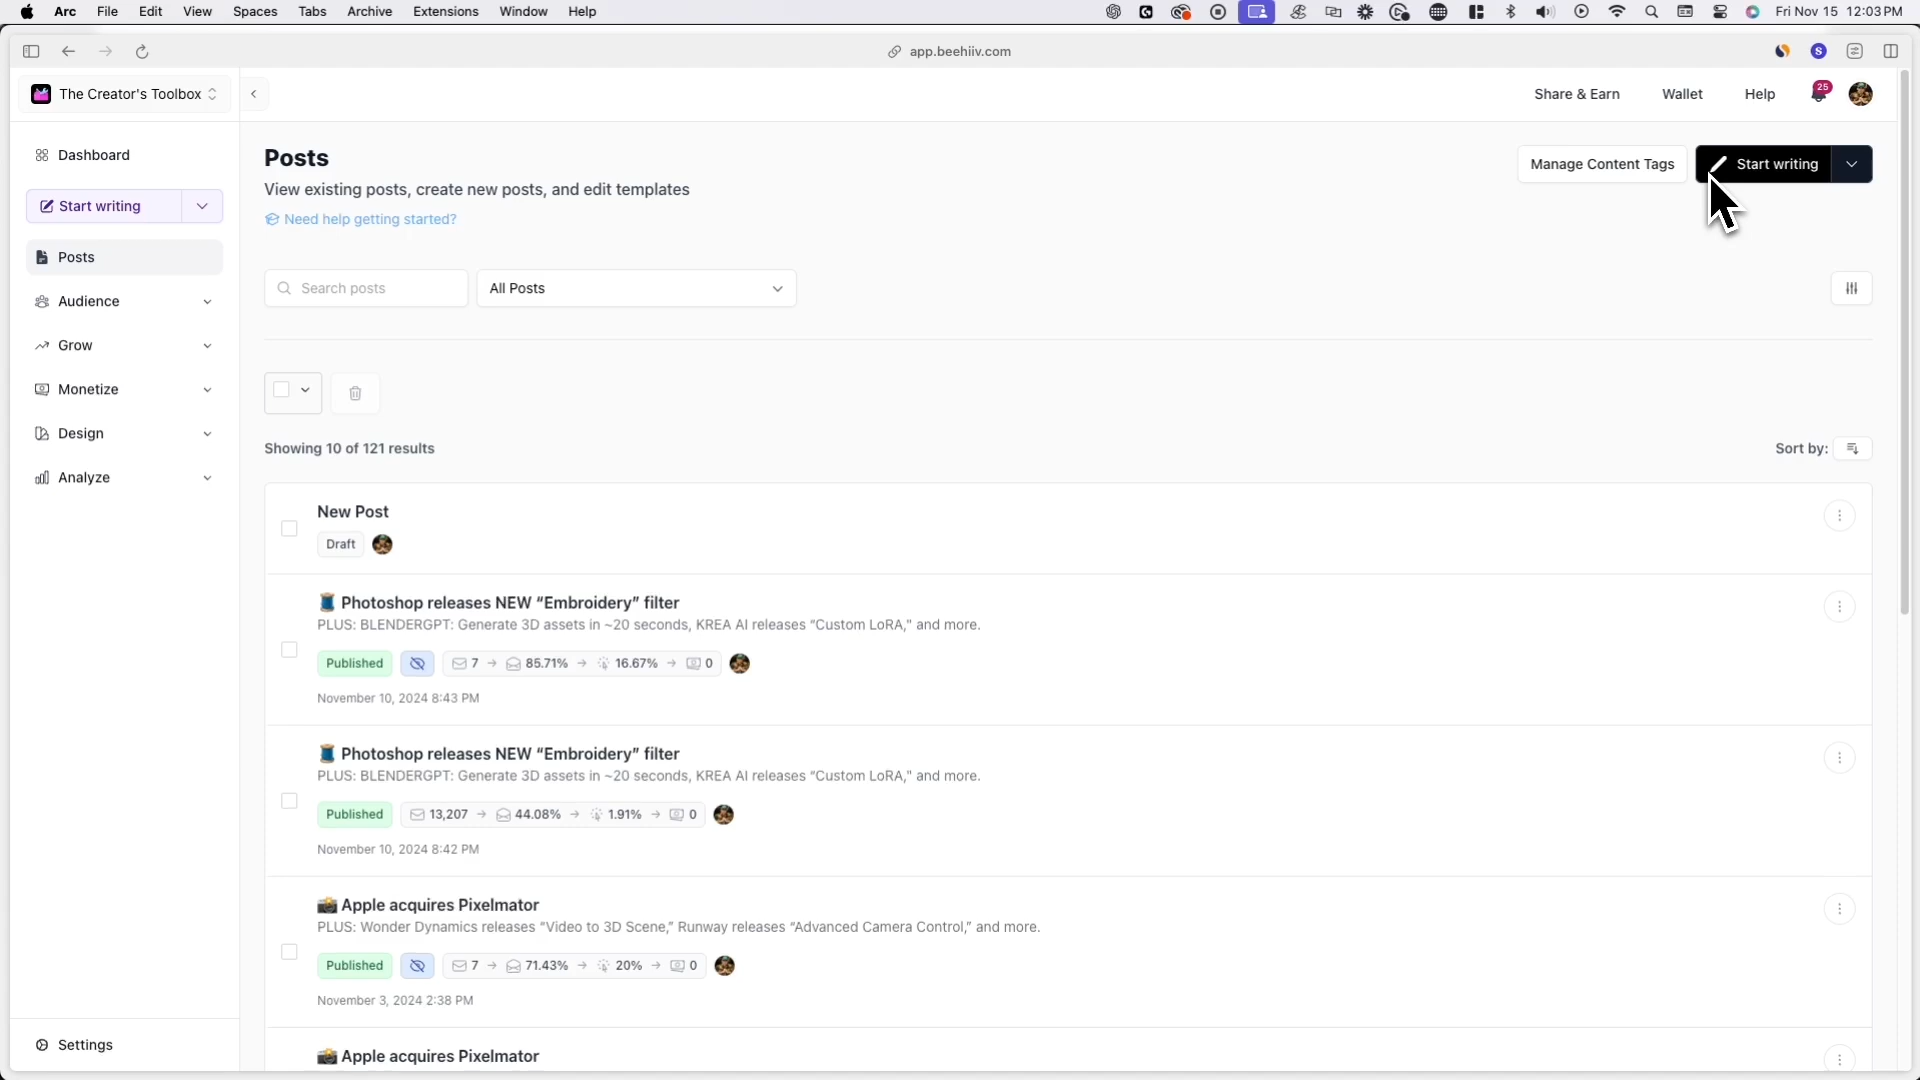 Arc File Edit View Spaces Tabs Archive Extensions Window Help Fri Nov 15 12:03 PM
app.beehiiv.com
The Creator's Toolbox
Share & Earn Wallet Help 25
Dashboard
Start writing
Posts
Audience
Grow
Monetize
Design
Analyze
Settings
Posts
View existing posts, create new posts, and edit templates
Need help getting started?
Manage Content Tags
Start writing
Search posts
All Posts
Showing 10 of 121 results
Sort by:
New Post
Draft
Photoshop releases NEW “Embroidery” filter
PLUS: BLENDERGPT: Generate 3D assets in ~20 seconds, KREA AI releases “Custom LoRA,” and more.
Published 7 → 85.71% → 16.67% → 0
November 10, 2024 8:43 PM
Photoshop releases NEW “Embroidery” filter
PLUS: BLENDERGPT: Generate 3D assets in ~20 seconds, KREA AI releases “Custom LoRA,” and more.
Published 13,207 → 44.08% → 1.91% → 0
November 10, 2024 8:42 PM
Apple acquires Pixelmator
PLUS: Wonder Dynamics releases “Video to 3D Scene,” Runway releases “Advanced Camera Control,” and more.
Published 7 → 71.43% → 20% → 0
November 3, 2024 2:38 PM
Apple acquires Pixelmator